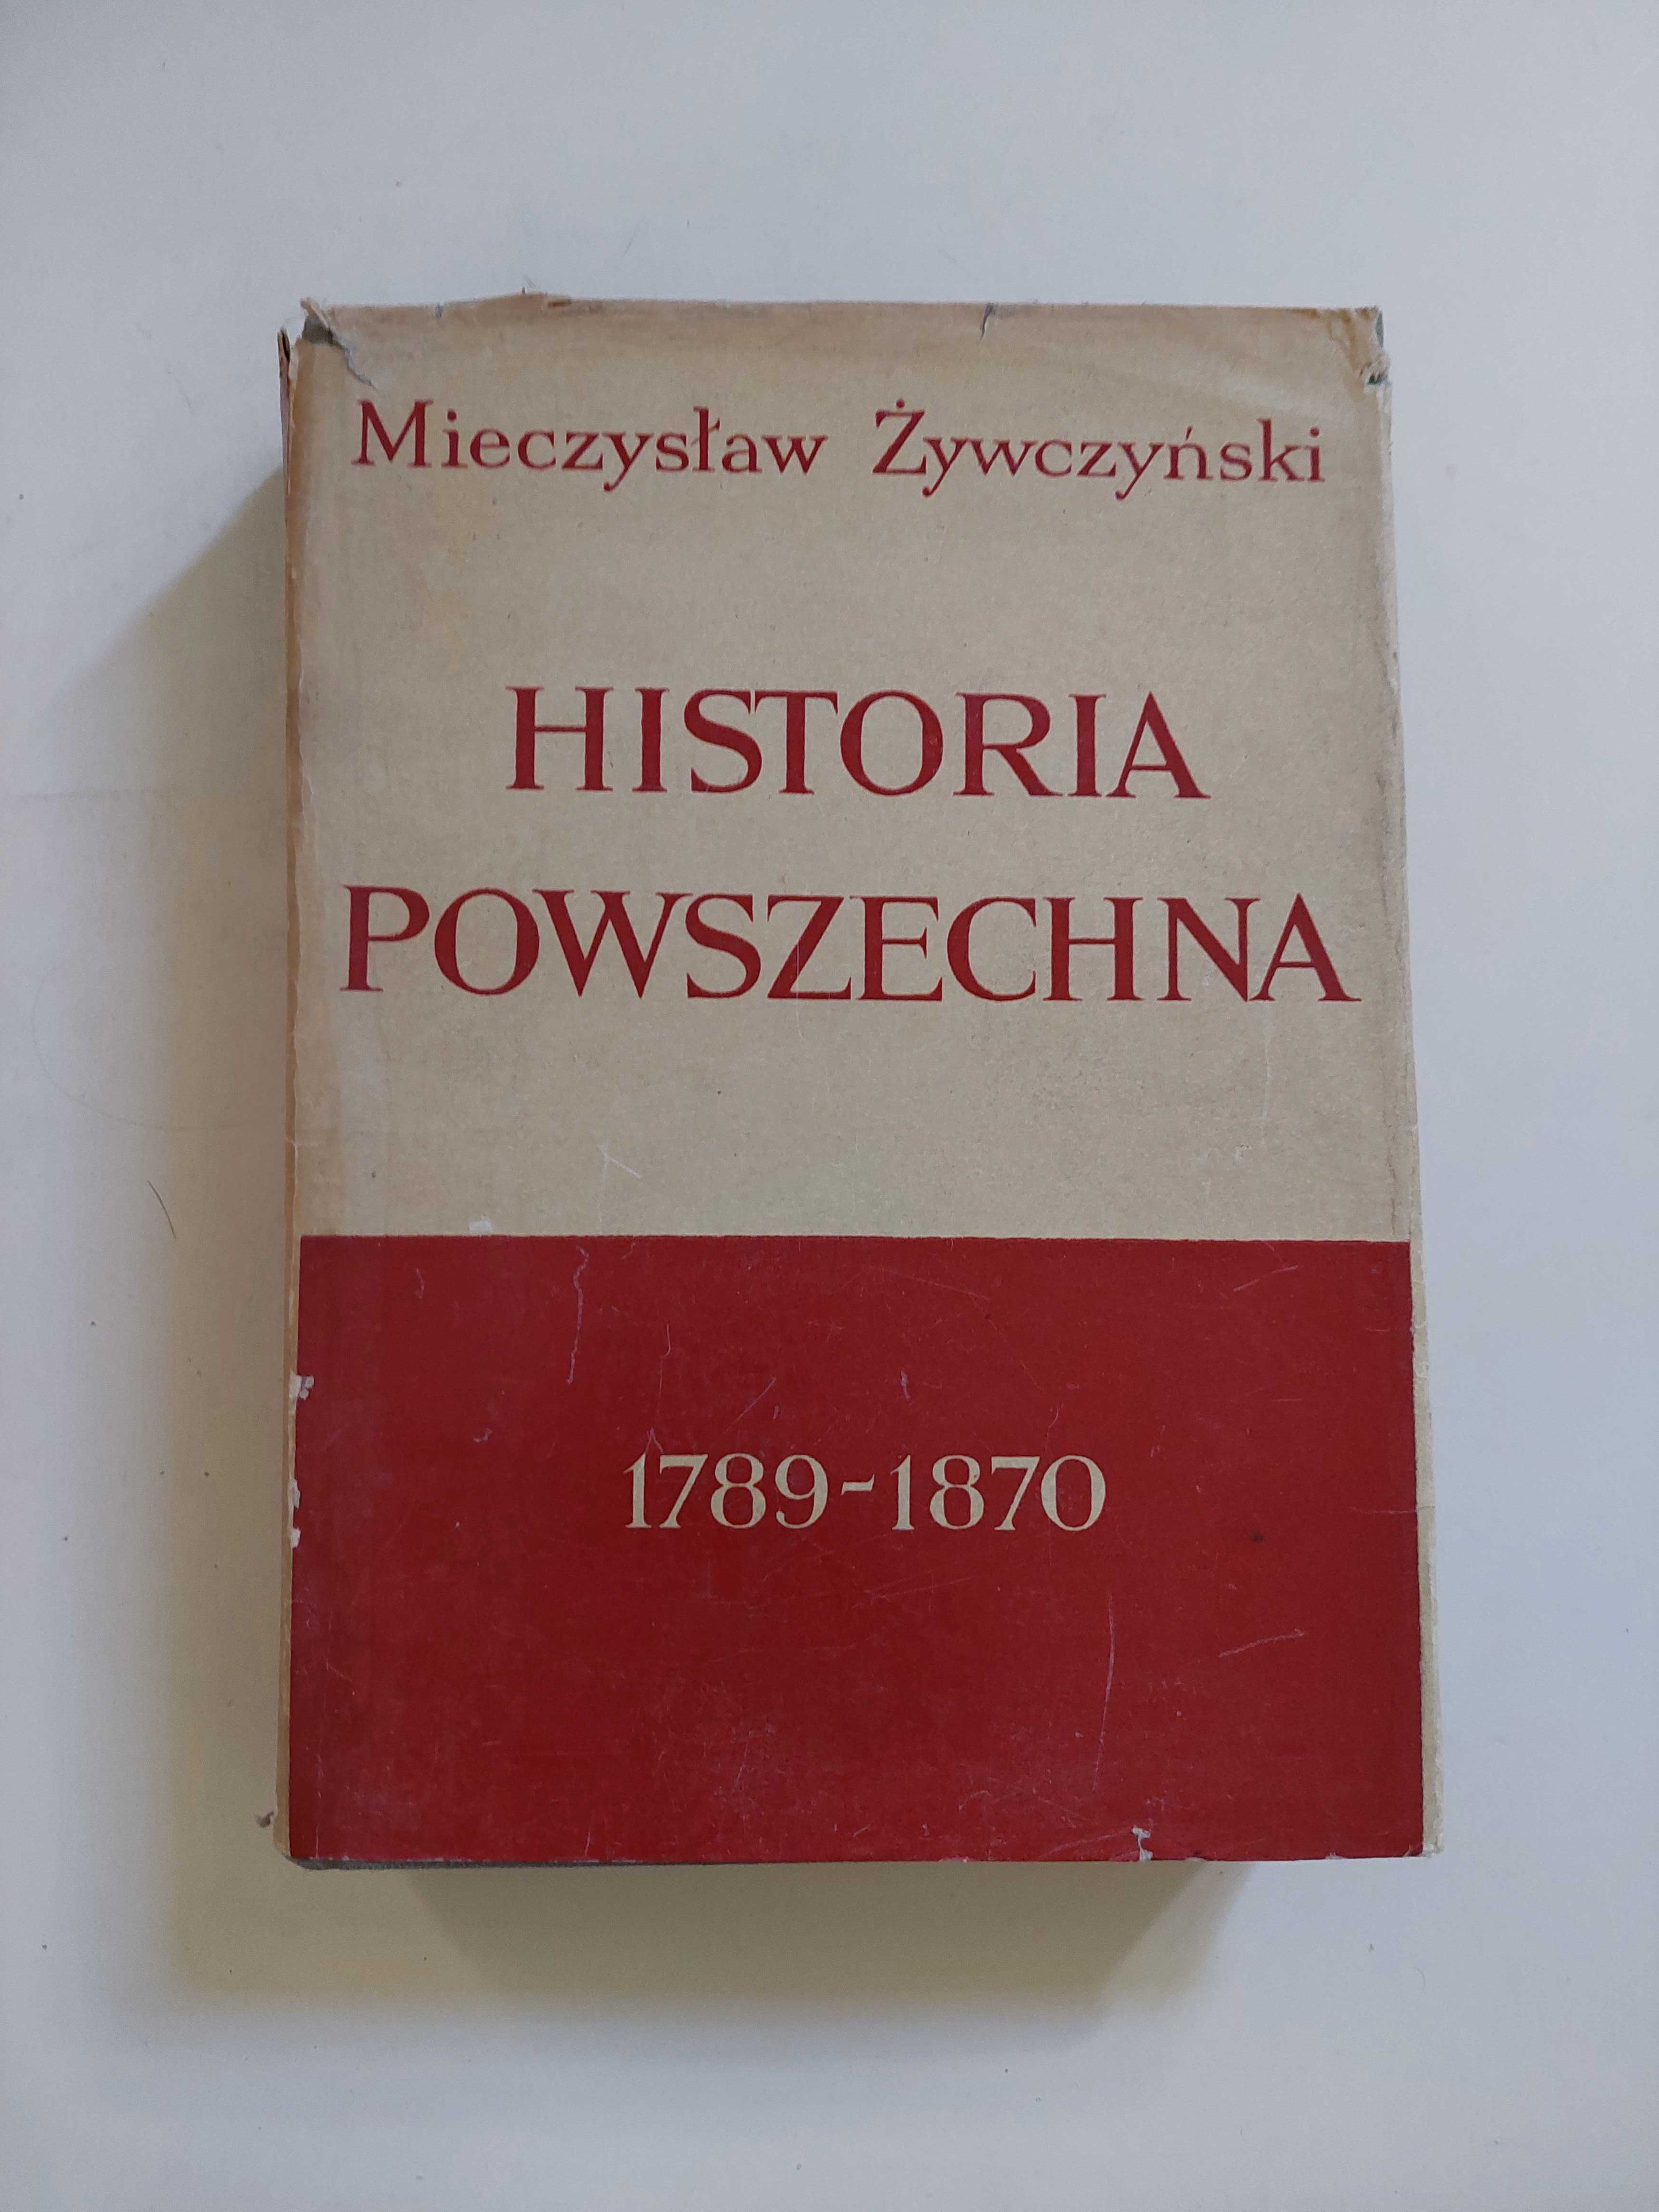 Mieczysław Żywczyński
HISTORIA
POWSZECHNA
1789-1870